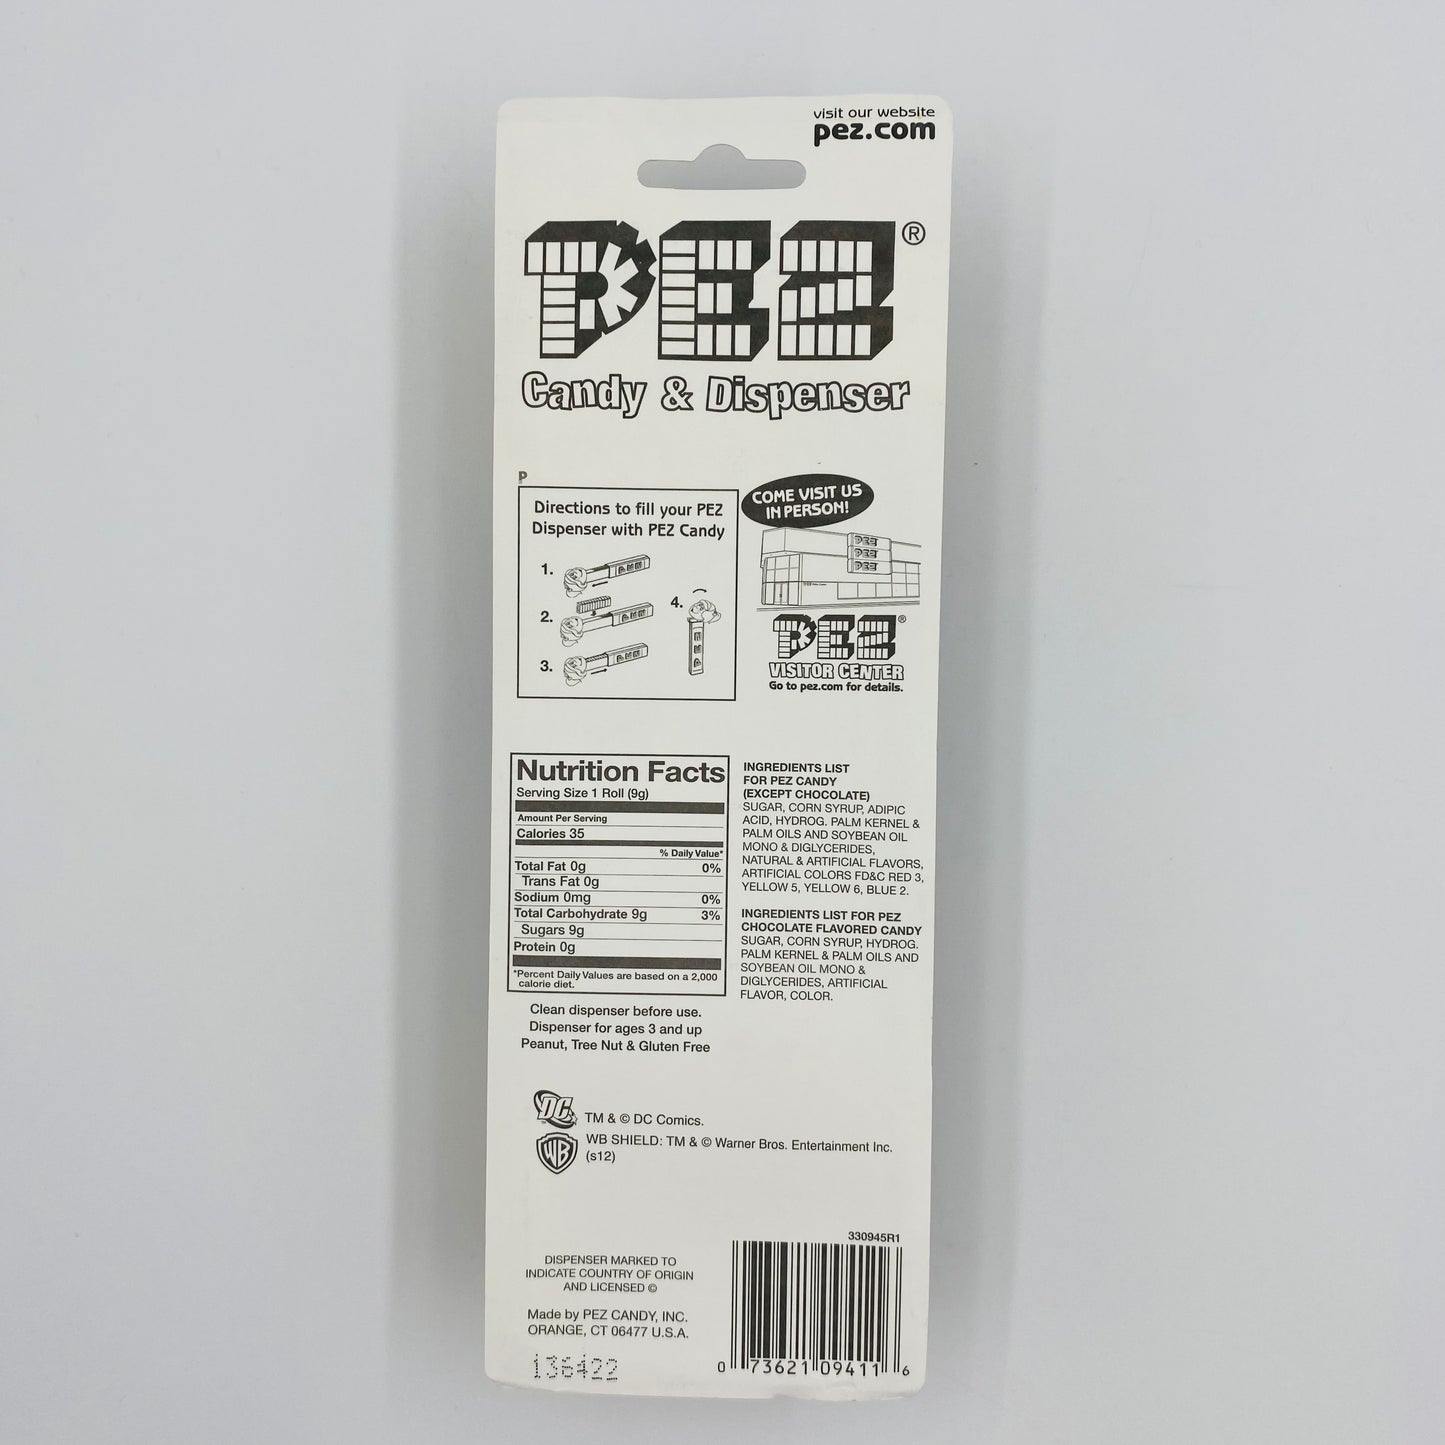 visit our website
pez.com
PEZ®
Candy & Dispenser
P
Directions to fill your PEZ
Dispenser with PEZ Candy
1.
2.
3.
4.
COME VISIT US
IN PERSON!
PEZ
PEZ
PEZ
PEZ®
VISITOR CENTER
Go to pez.com for details.
Nutrition Facts
Serving Size 1 Roll (9g)
Amount Per Serving
Calories 35
% Daily Value*
Total Fat 0g 0%
Trans Fat 0g
Sodium 0mg 0%
Total Carbohydrate 9g 3%
Sugars 9g
Protein 0g
*Percent Daily Values are based on a 2,000
calorie diet.
Clean dispenser before use.
Dispenser for ages 3 and up
Peanut, Tree Nut & Gluten Free
INGREDIENTS LIST
FOR PEZ CANDY
(EXCEPT CHOCOLATE)
SUGAR, CORN SYRUP, ADIPIC
ACID, HYDROG. PALM KERNEL &
PALM OILS AND SOYBEAN OIL
MONO & DIGLYCERIDES,
NATURAL & ARTIFICIAL FLAVORS,
ARTIFICIAL COLORS FD&C RED 3,
YELLOW 5, YELLOW 6, BLUE 2.
INGREDIENTS LIST FOR PEZ
CHOCOLATE FLAVORED CANDY
SUGAR, CORN SYRUP, HYDROG.
PALM KERNEL & PALM OILS AND
SOYBEAN OIL MONO &
DIGLYCERIDES, ARTIFICIAL
FLAVOR, COLOR.
DC TM & © DC Comics.
WB WB SHIELD: TM & © Warner Bros. Entertainment Inc.
(s12)
DISPENSER MARKED TO
INDICATE COUNTRY OF ORIGIN
AND LICENSED ©
Made by PEZ CANDY, INC.
ORANGE, CT 06477 U.S.A.
136422
330945R1
0 73621 09411 6